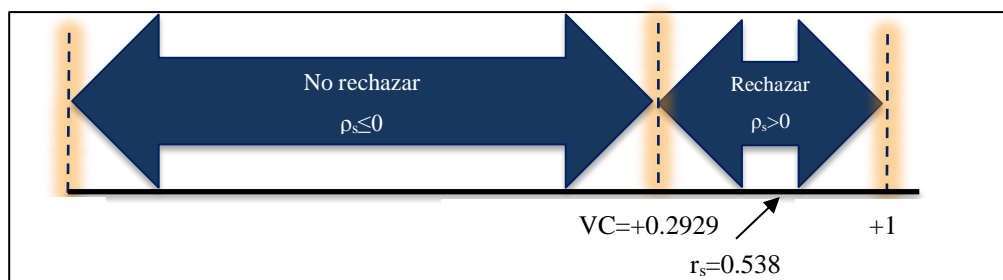 No rechazar
ρₛ≤0
Rechazar
ρₛ>0
VC=+0.2929
+1
rₛ=0.538